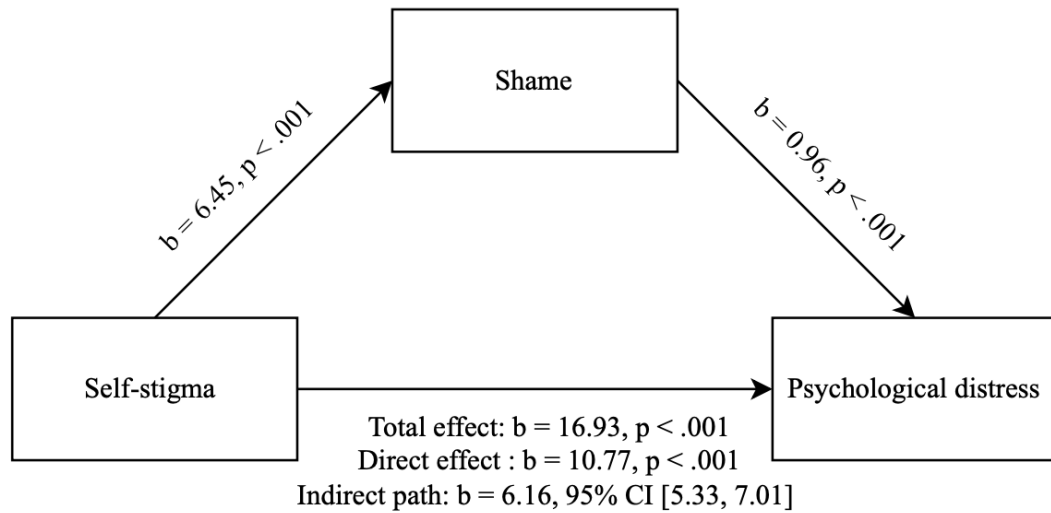 Shame
b = 6.45, p < .001
b = 0.96, p < .001
Self-stigma
Psychological distress
Total effect: b = 16.93, p < .001
Direct effect : b = 10.77, p < .001
Indirect path: b = 6.16, 95% CI [5.33, 7.01]